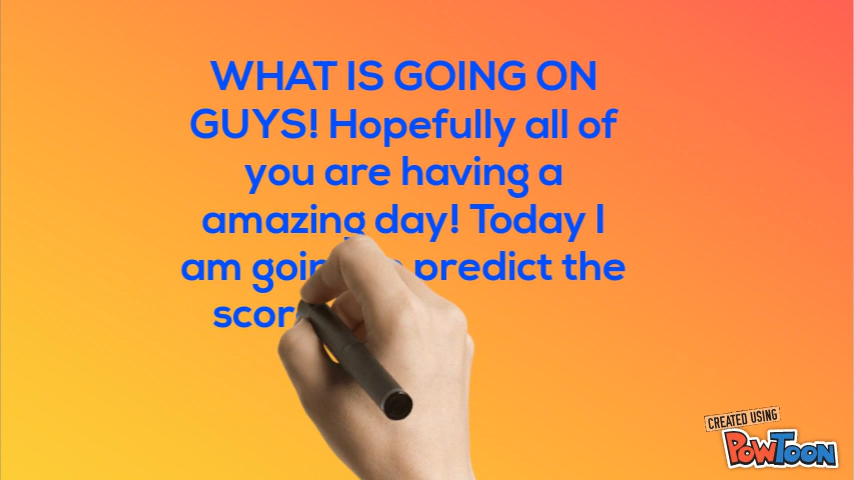 WHAT IS GOING ON
GUYS! Hopefully all of
you are having a
amazing day! Today I
am predict the
CREATED USING
POWTOON